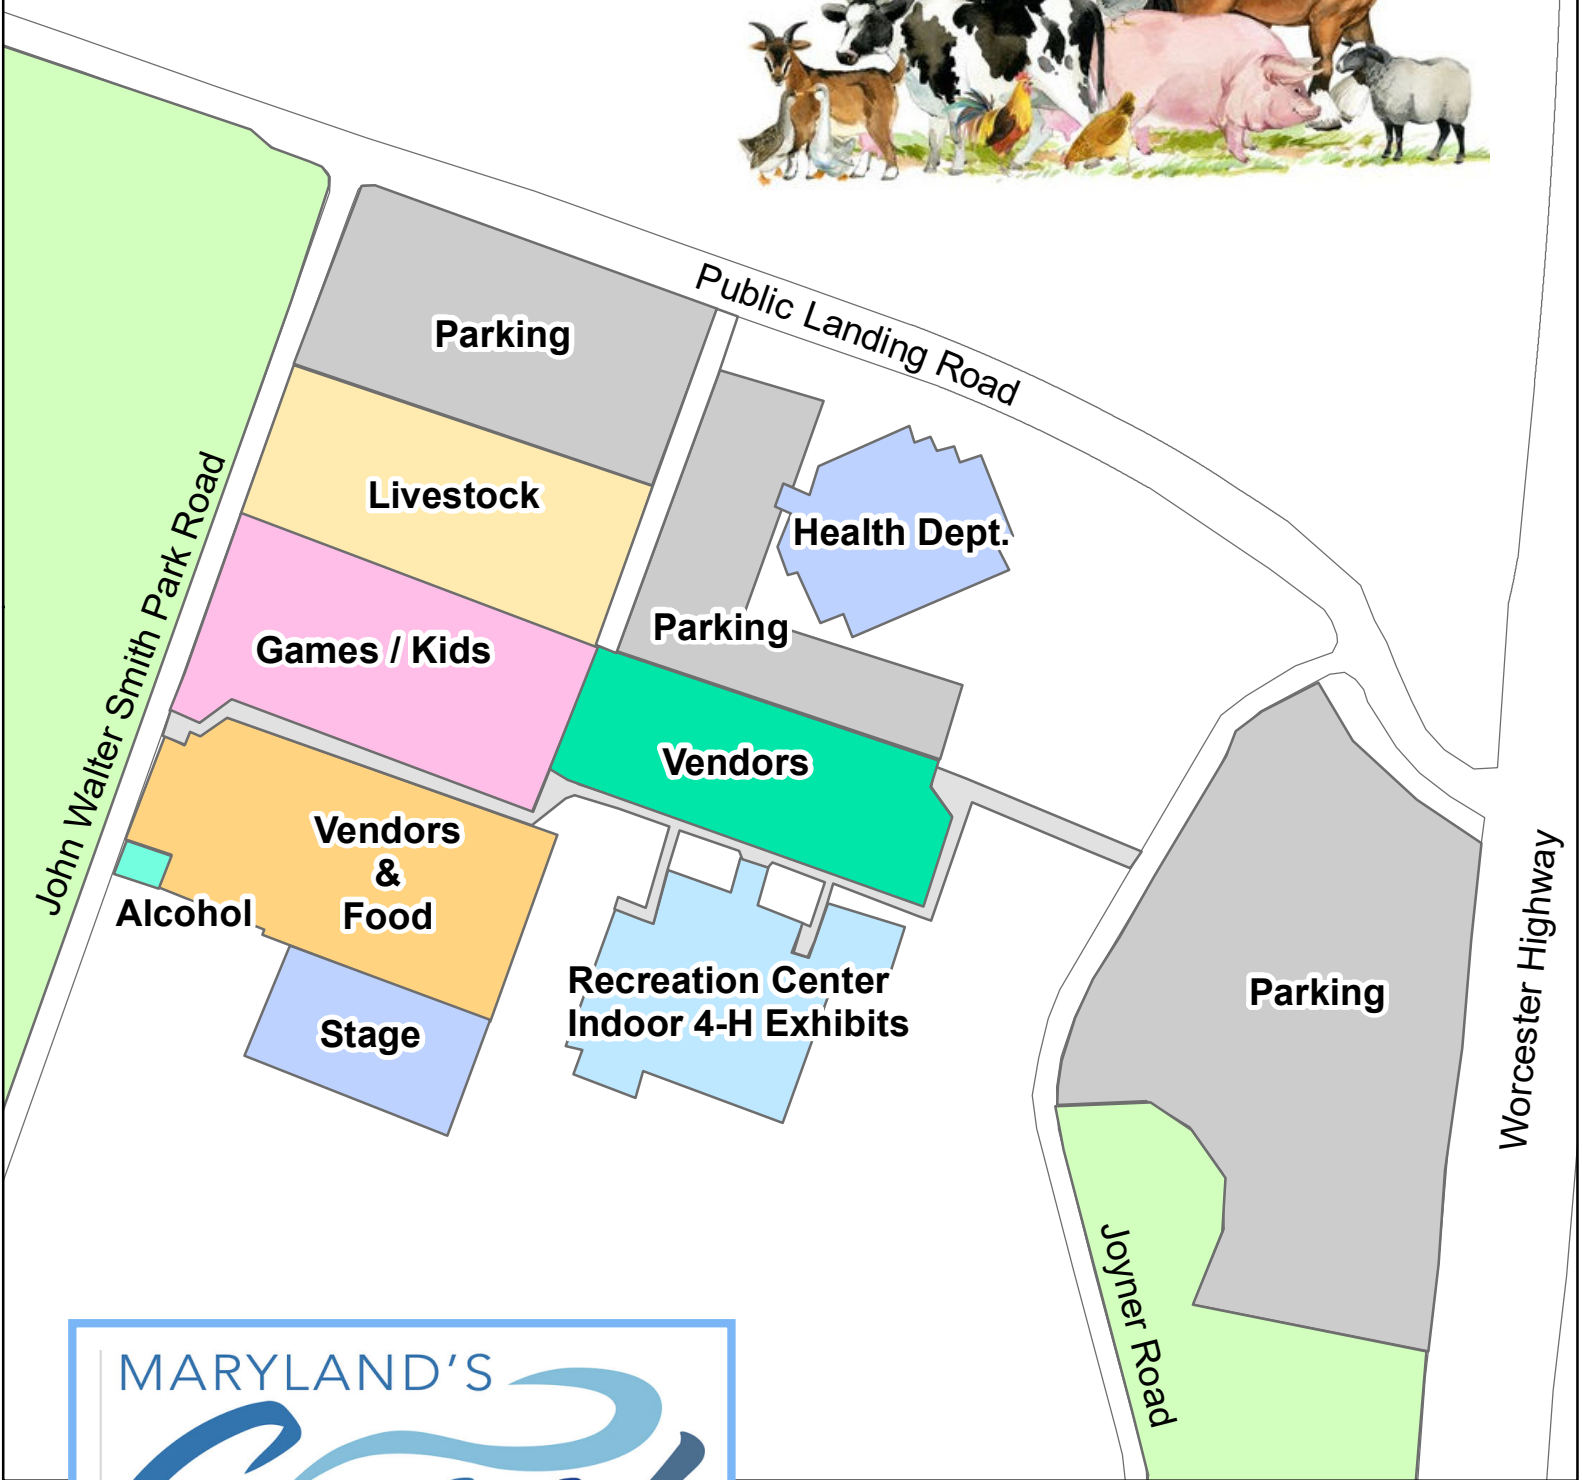 Public Landing Road
Parking
Livestock
Health Dept.
Parking
Games / Kids
John Walter Smith Park Road
Vendors
Vendors
&
Food
Alcohol
Recreation Center
Indoor 4-H Exhibits
Stage
Parking
Worcester Highway
Joyner Road
MARYLAND'S